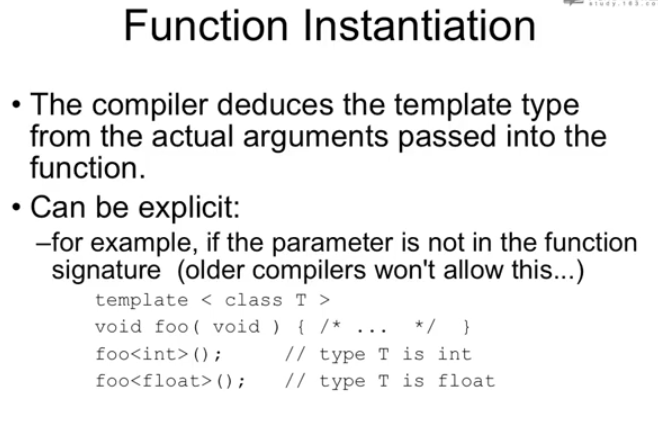 Function Instantiation
• The compiler deduces the template type
from the actual arguments passed into the
function.
• Can be explicit:
–for example, if the parameter is not in the function
signature (older compilers won't allow this...)
template < class T >
void foo( void ) { /* ... */ }
foo<int>(); // type T is int
foo<float>(); // type T is float